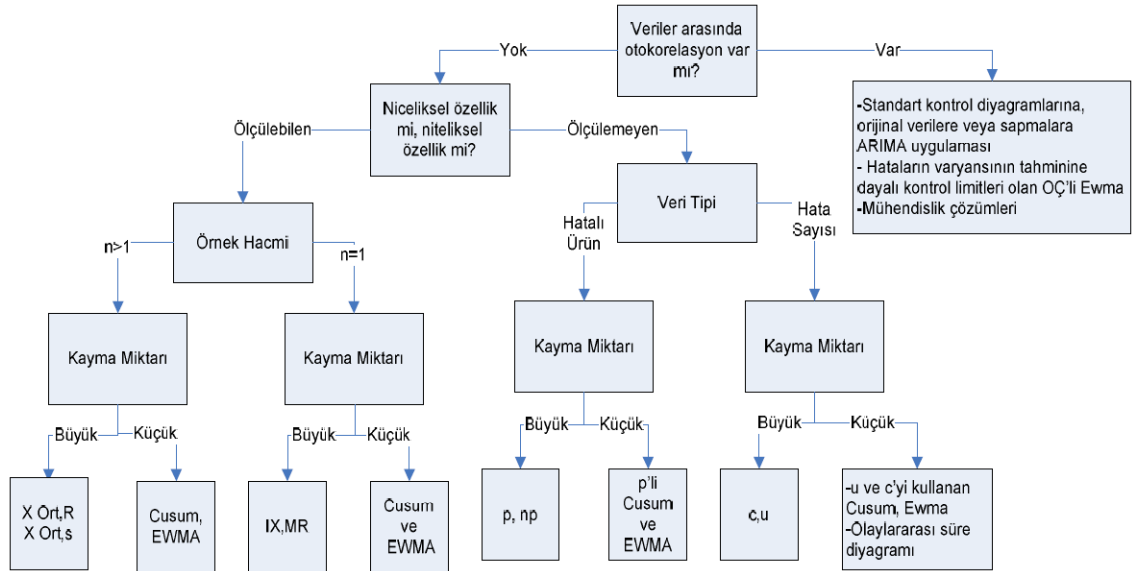 Veriler arasında
otokorelasyon var
mı?
Yok
Var
Niceliksel özellik
mi, niteliksel
özellik mi?
-Standart kontrol diyagramlarına,
orijinal verilere veya sapmalara
ARIMA uygulaması
- Hataların varyansının tahminine
dayalı kontrol limitleri olan OÇ'li Ewma
-Mühendislik çözümleri
Ölçülebilen
Ölçülemeyen
Örnek Hacmi
Veri Tipi
n>1
n=1
Hatalı
Ürün
Hata
Sayısı
Kayma Miktarı
Kayma Miktarı
Kayma Miktarı
Kayma Miktarı
Büyük
Küçük
Büyük
Küçük
Büyük
Küçük
Büyük
Küçük
X Ort,R
X Ort,s
Cusum,
EWMA
IX,MR
Cusum
ve
EWMA
p, np
p'li
Cusum
ve
EWMA
c,u
-u ve c'yi kullanan
Cusum, Ewma
-Olaylararası süre
diyagramı